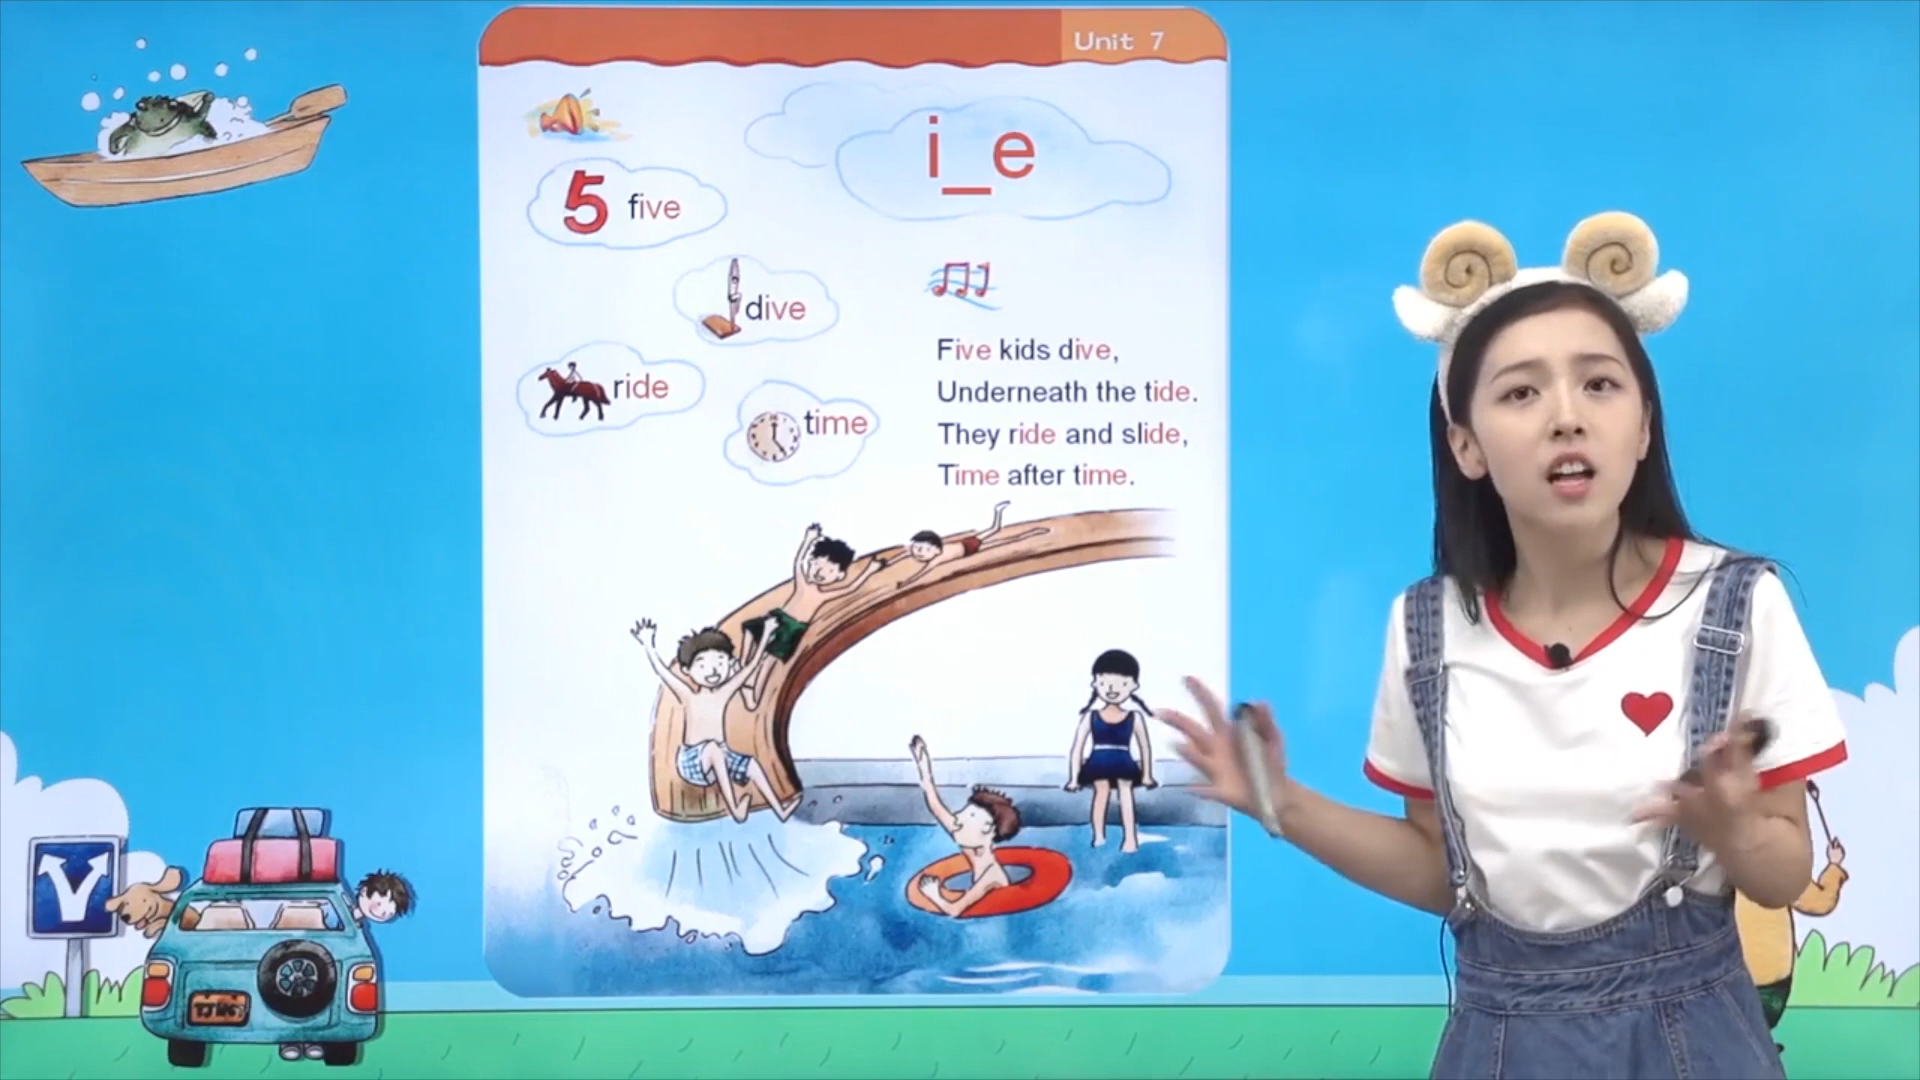 Unit 7
i_e
5 five
dive
ride
time
Five kids dive,
Underneath the tide.
They ride and slide,
Time after time.